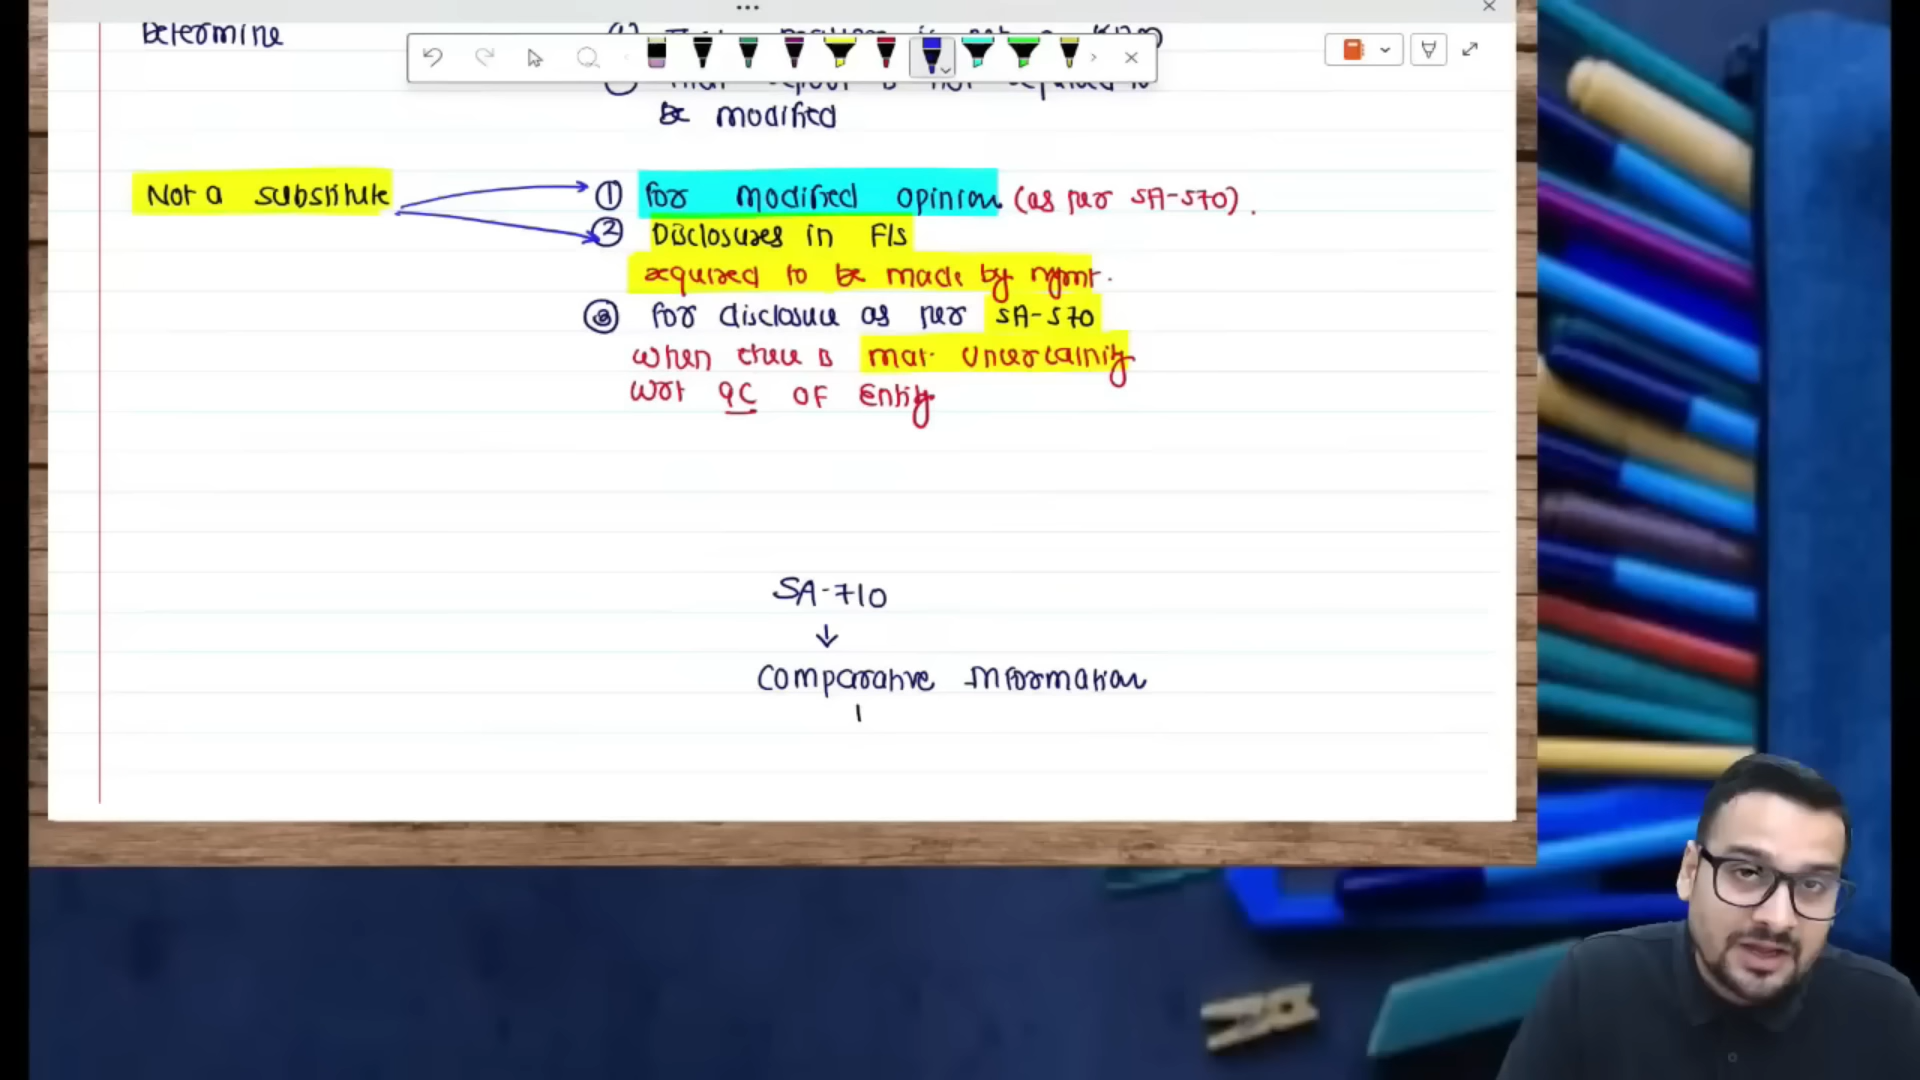 Determine
be modified
Not a substitute
① for modified opinion (as per SA-570).
② Disclosures in F/s
required to be made by mgmt.
③ for disclosure as per SA-570
when there is mat. uncertainity
wrt GC of Entity
SA-710
↓
Comparative Information